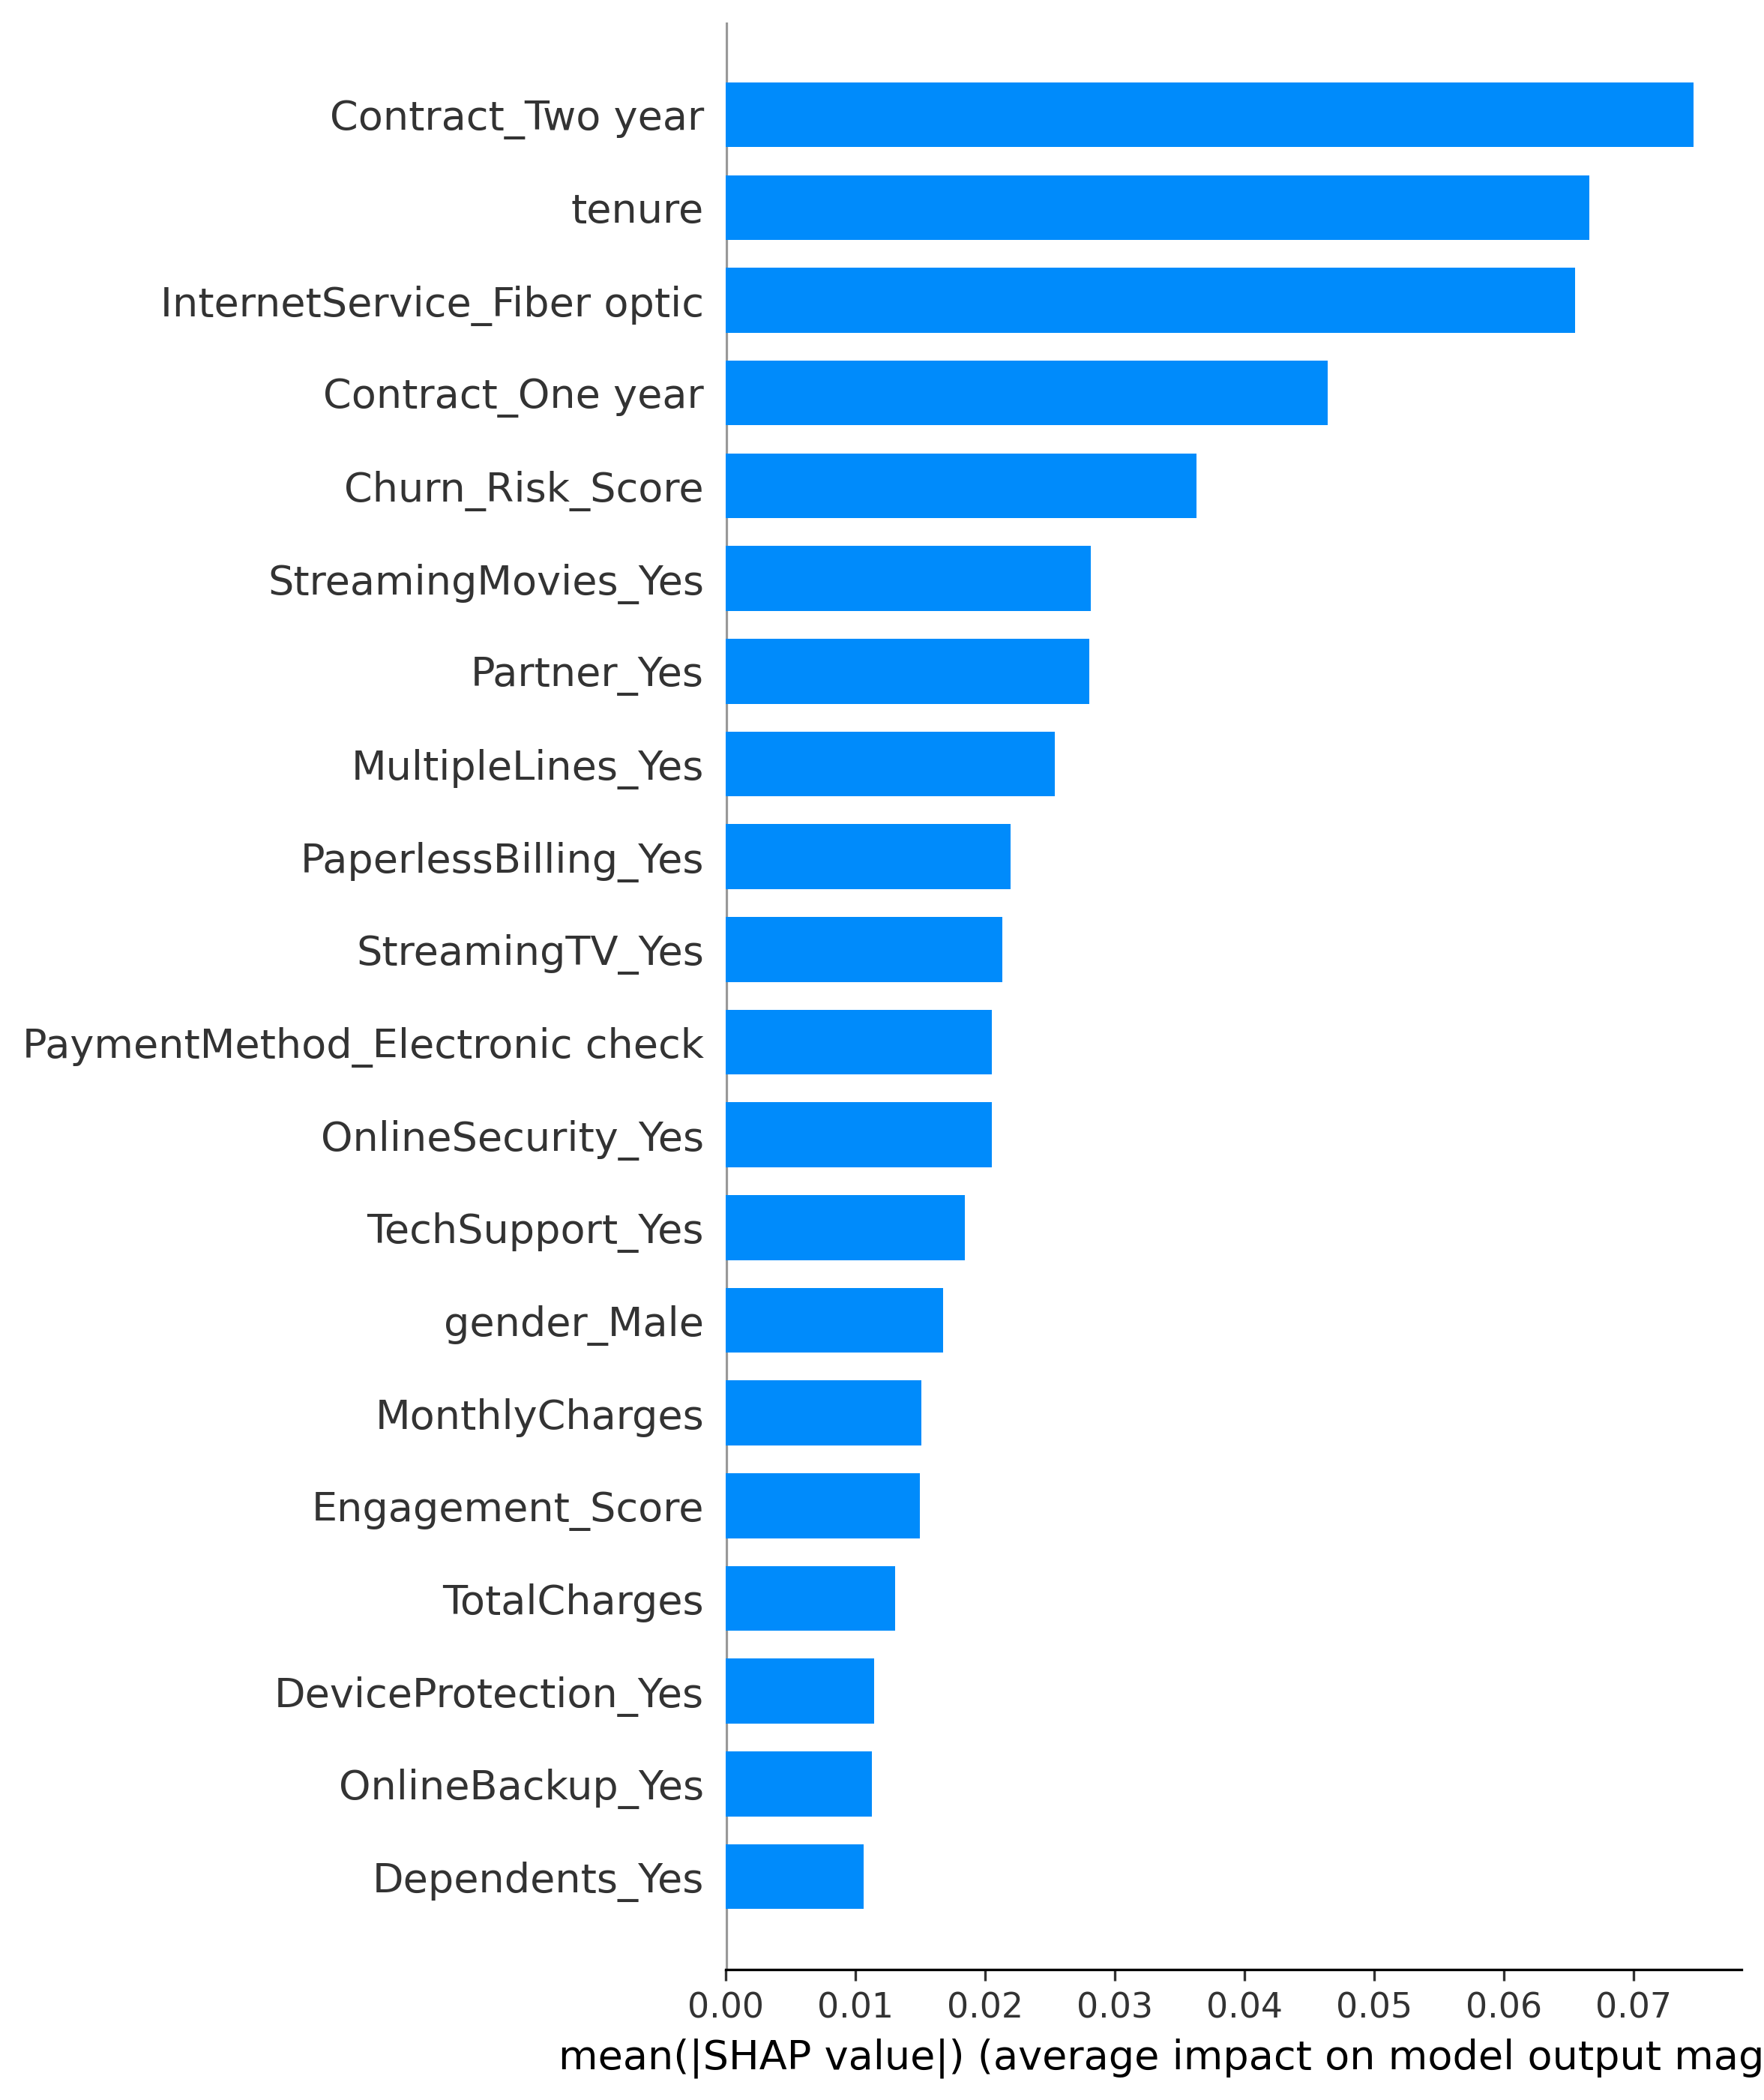 Contract_Two year
tenure
InternetService_Fiber optic
Contract_One year
Churn_Risk_Score
StreamingMovies_Yes
Partner_Yes
MultipleLines_Yes
PaperlessBilling_Yes
StreamingTV_Yes
PaymentMethod_Electronic check
OnlineSecurity_Yes
TechSupport_Yes
gender_Male
MonthlyCharges
Engagement_Score
TotalCharges
DeviceProtection_Yes
OnlineBackup_Yes
Dependents_Yes
0.00 0.01 0.02 0.03 0.04 0.05 0.06 0.07
mean(|SHAP value|) (average impact on model output mag